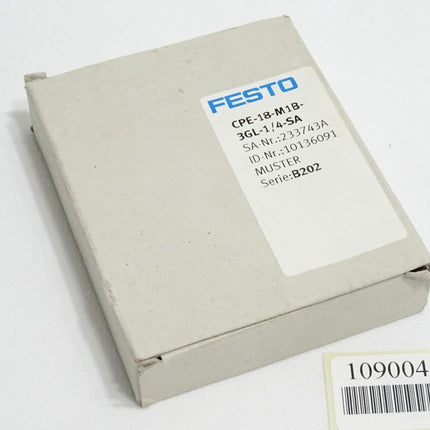 FESTO
CPE-18-M1B-
3GL-1/4-SA
SA-Nr.:233743A
ID-Nr.:10136091
MUSTER
Serie:B202
109004